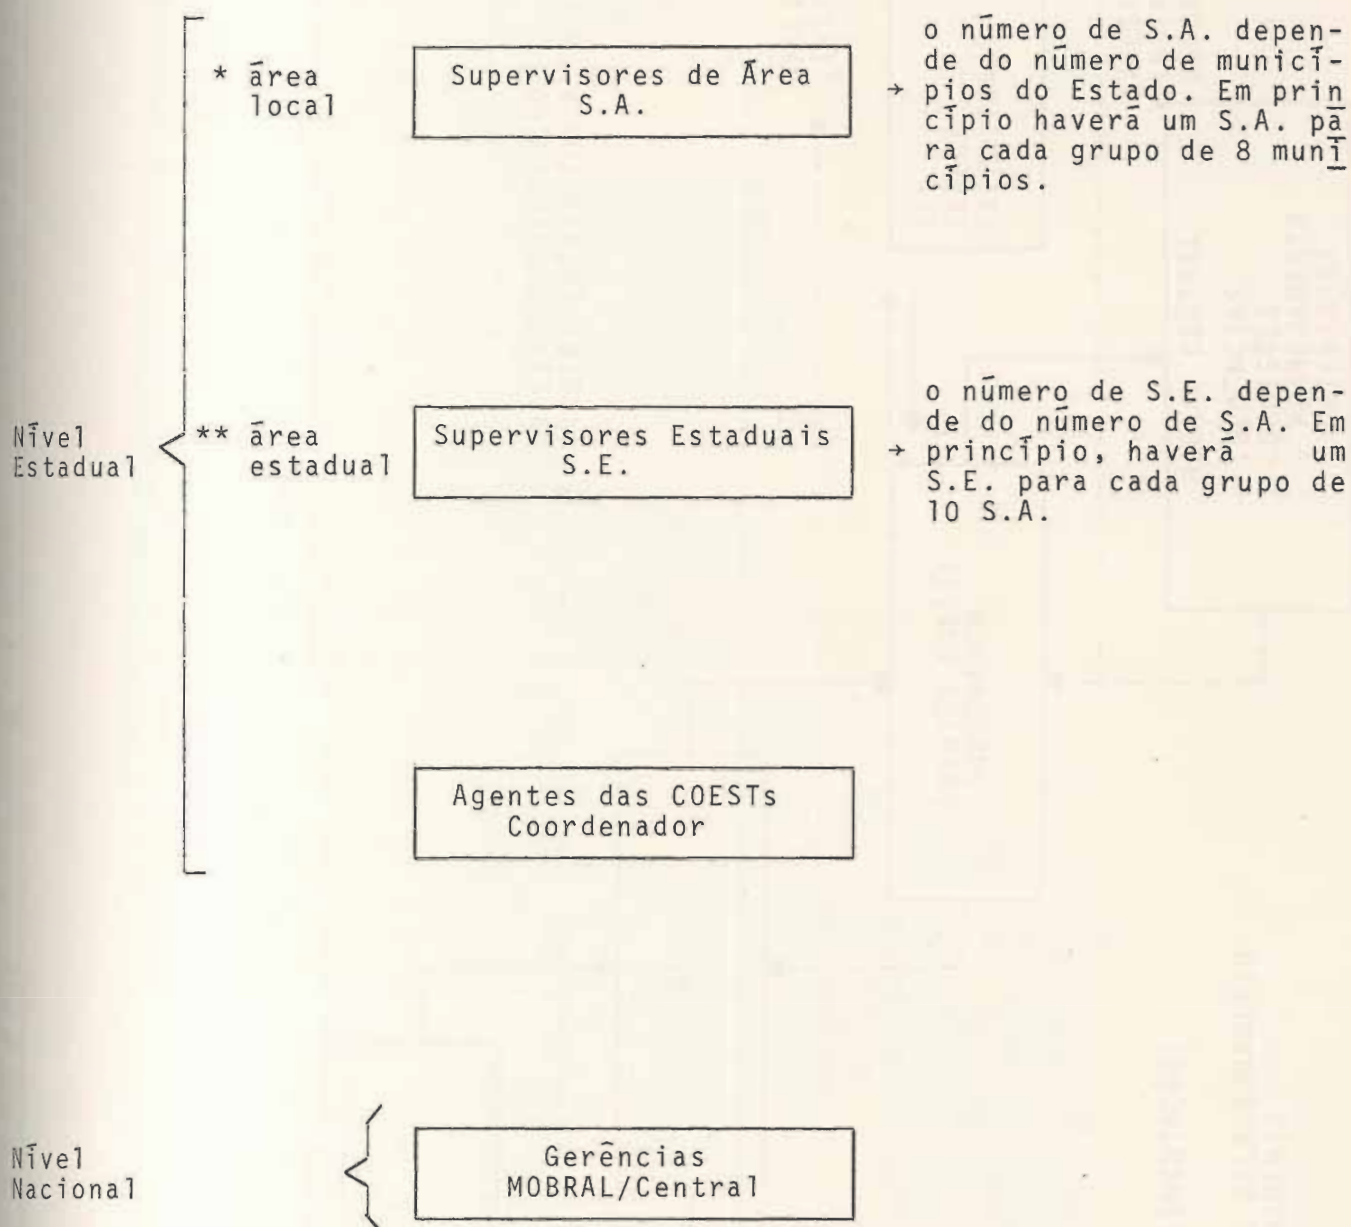 * área
local
Supervisores de Área
S.A.
→ o número de S.A. depen-
de do número de municí-
pios do Estado. Em prin
cípio haverá um S.A. pa
ra cada grupo de 8 muni
cípios.
Nível
Estadual
** área
estadual
Supervisores Estaduais
S.E.
→ o número de S.E. depen-
de do número de S.A. Em
princípio, haverá um
S.E. para cada grupo de
10 S.A.
Agentes das COESTs
Coordenador
Nível
Nacional
Gerências
MOBRAL/Central